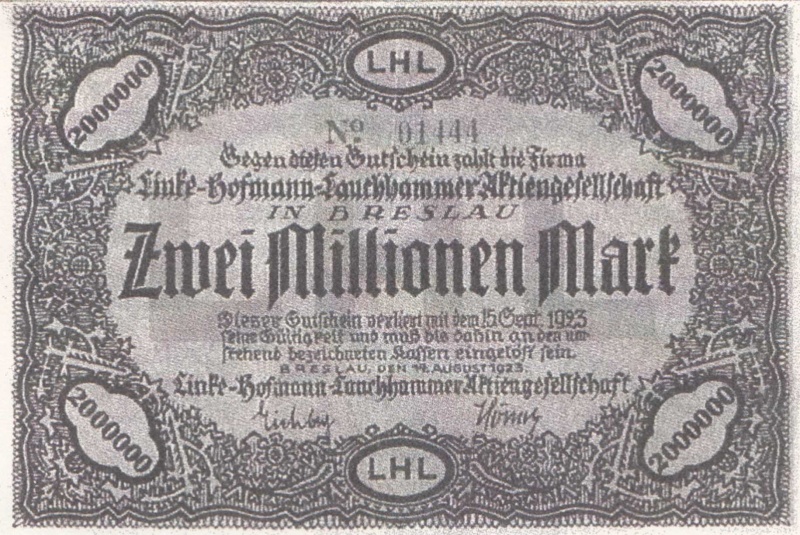 LHL
2000000 2000000
Nº 01444
Gegen diesen Gutschein zahlt die Firma
Linke-Hofmann-Lauchhammer Aktiengesellschaft
IN BRESLAU
Zwei Millionen Mark
Dieser Gutschein verliert mit dem 15. Sept. 1923
seine Gültigkeit und muß bis dahin an den um-
stehend bezeichneten Kassen eingelöst sein.
BRESLAU, DEN 14. AUGUST 1923.
Linke-Hofmann-Lauchhammer Aktiengesellschaft
2000000 2000000
LHL